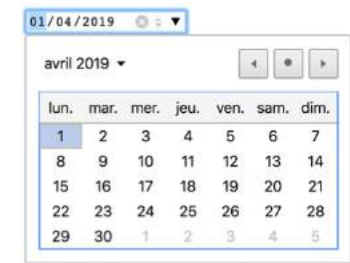 01/04/2019
avril 2019
lun. mar. mer. jeu. ven. sam. dim.
1 2 3 4 5 6 7
8 9 10 11 12 13 14
15 16 17 18 19 20 21
22 23 24 25 26 27 28
29 30 1 2 3 4 5